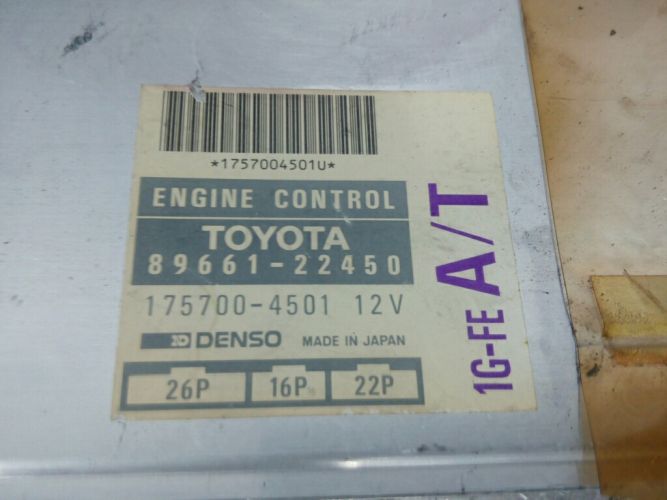 *1757004501U*
ENGINE CONTROL
TOYOTA
89661-22450
175700-4501 12V
DENSO MADE IN JAPAN
26P 16P 22P
1G-FE A/T